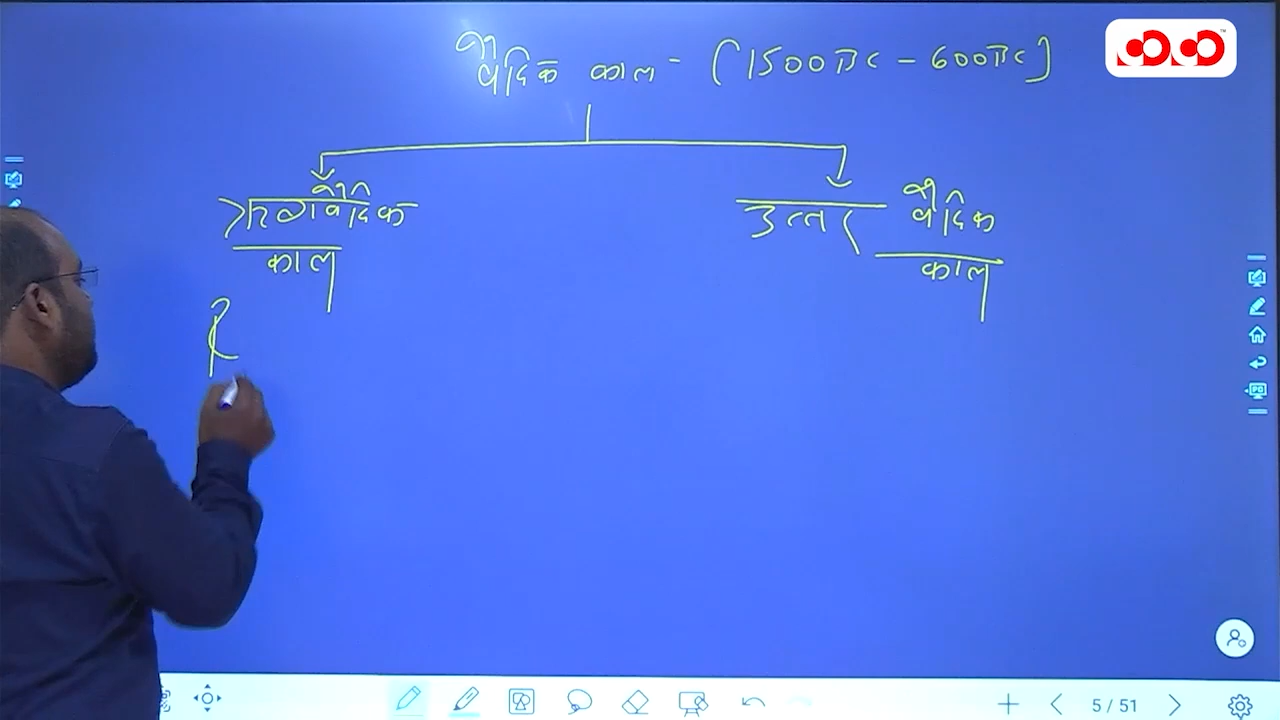 वैदिक काल - (1500BC - 600BC]
ऋग्वैदिक
काल
उत्तर वैदिक
काल
5 / 51